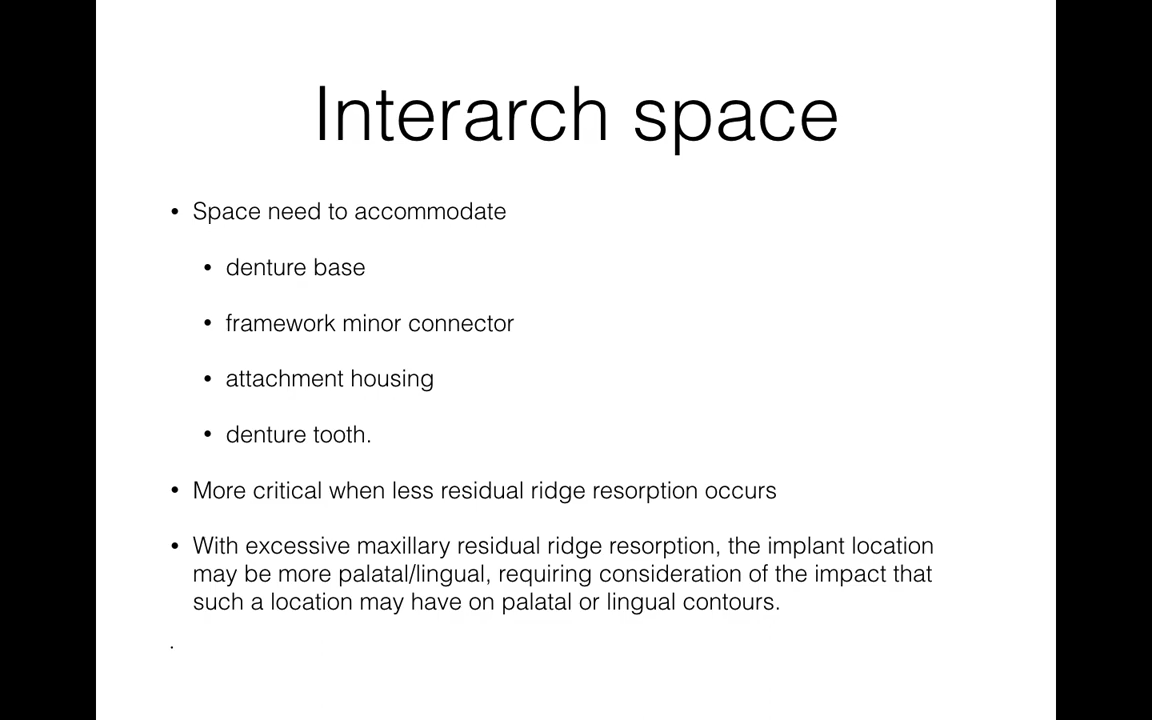 Interarch space
• Space need to accommodate
• denture base
• framework minor connector
• attachment housing
• denture tooth.
• More critical when less residual ridge resorption occurs
• With excessive maxillary residual ridge resorption, the implant location
may be more palatal/lingual, requiring consideration of the impact that
such a location may have on palatal or lingual contours.
•